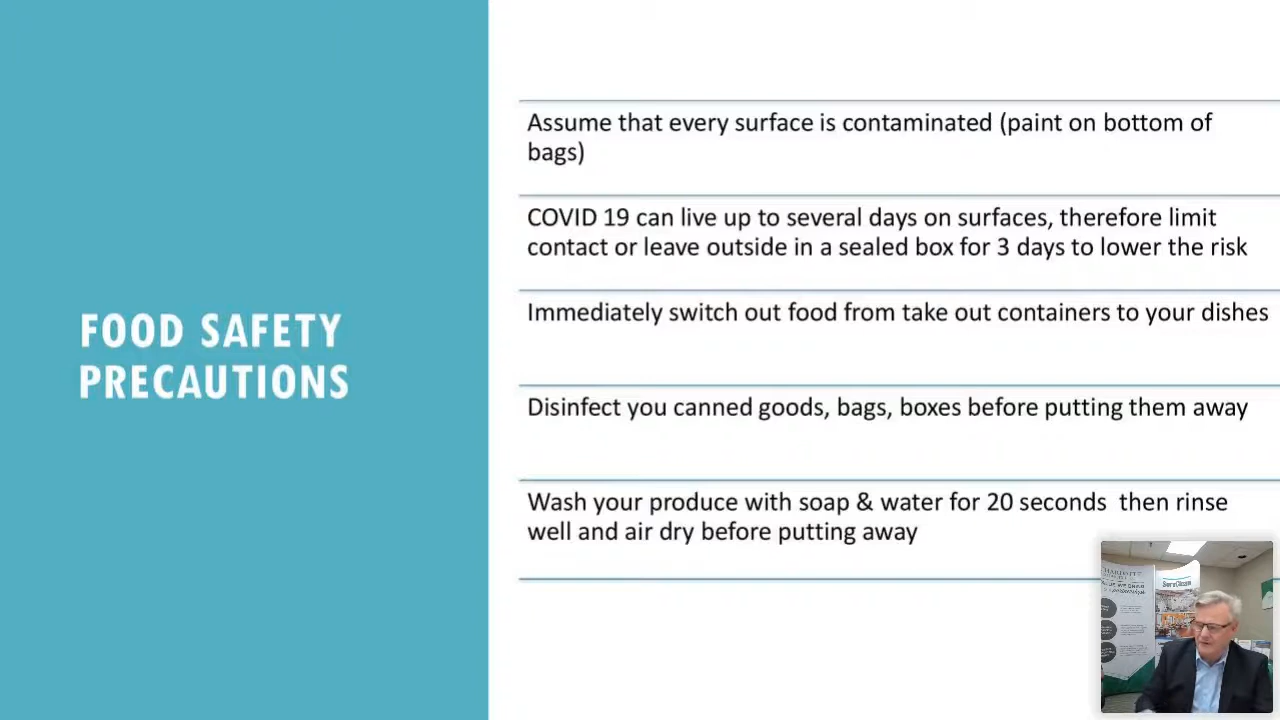 FOOD SAFETY
PRECAUTIONS
Assume that every surface is contaminated (paint on bottom of
bags)
COVID 19 can live up to several days on surfaces, therefore limit
contact or leave outside in a sealed box for 3 days to lower the risk
Immediately switch out food from take out containers to your dishes
Disinfect you canned goods, bags, boxes before putting them away
Wash your produce with soap & water for 20 seconds then rinse
well and air dry before putting away
ServClean